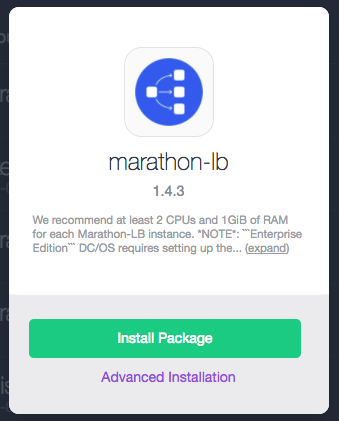 marathon-lb
1.4.3
We recommend at least 2 CPUs and 1GiB of RAM
for each Marathon-LB instance. *NOTE*: ```Enterprise
Edition``` DC/OS requires setting up the... (expand)
Install Package
Advanced Installation